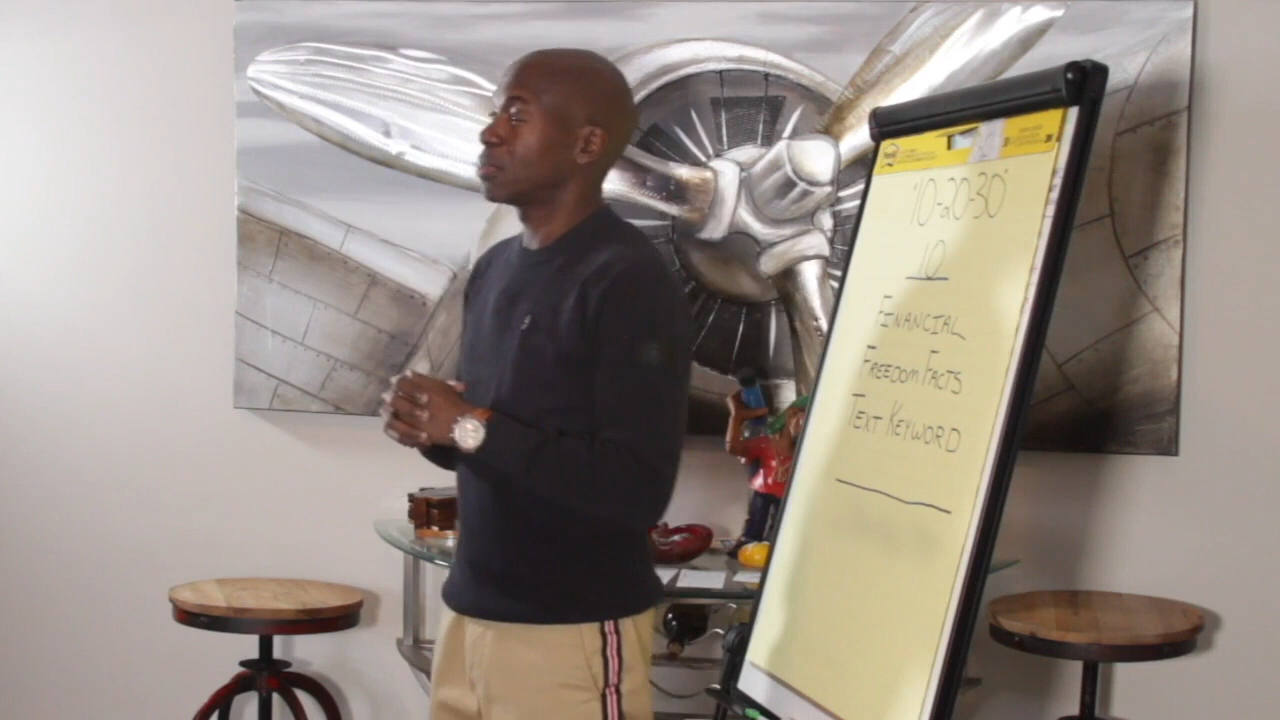 "10-20-30"
10
FINANCIAL
FREEDOM FACTS
TEXT KEYWORD